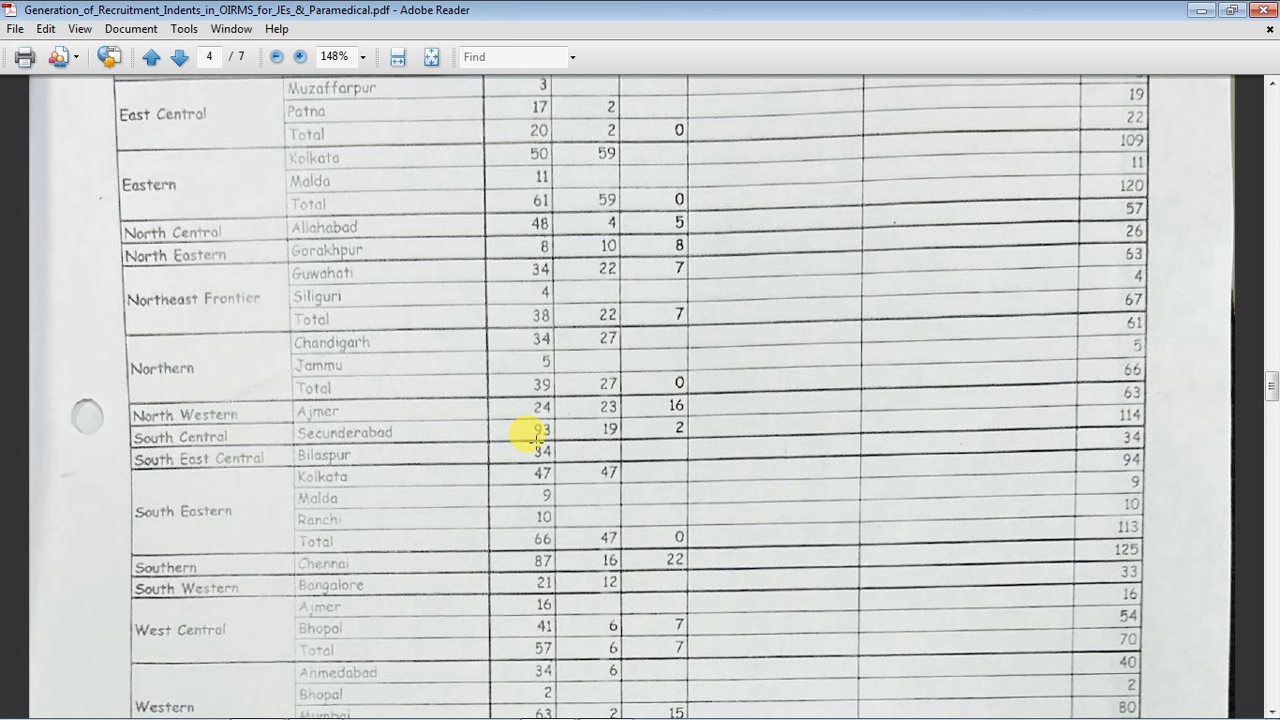 Generation_of_Recruitment_Indents_in_OIRMS_for_JEs_&_Paramedical.pdf - Adobe Reader
File Edit View Document Tools Window Help
4 / 7 148% Find
Muzaffarpur 3
East Central Patna 17 2 19
Total 20 2 0 22
Kolkata 50 59 109
Eastern Malda 11 11
Total 61 59 0 120
North Central Allahabad 48 4 5 57
North Eastern Gorakhpur 8 10 8 26
Guwahati 34 22 7 63
Northeast Frontier Siliguri 4 4
Total 38 22 7 67
Chandigarh 34 27 61
Northern Jammu 5 5
Total 39 27 0 66
North Western Ajmer 24 23 16 63
South Central Secunderabad 93 19 2 114
South East Central Bilaspur 34 34
Kolkata 47 47 94
Malda 9 9
South Eastern Ranchi 10 10
Total 66 47 0 113
Southern Chennai 87 16 22 125
South Western Bangalore 21 12 33
Ajmer 16 16
West Central Bhopal 41 6 7 54
Total 57 6 7 70
Ahmedabad 34 6 40
Western Bhopal 2 2
Mumbai 63 2 15 80